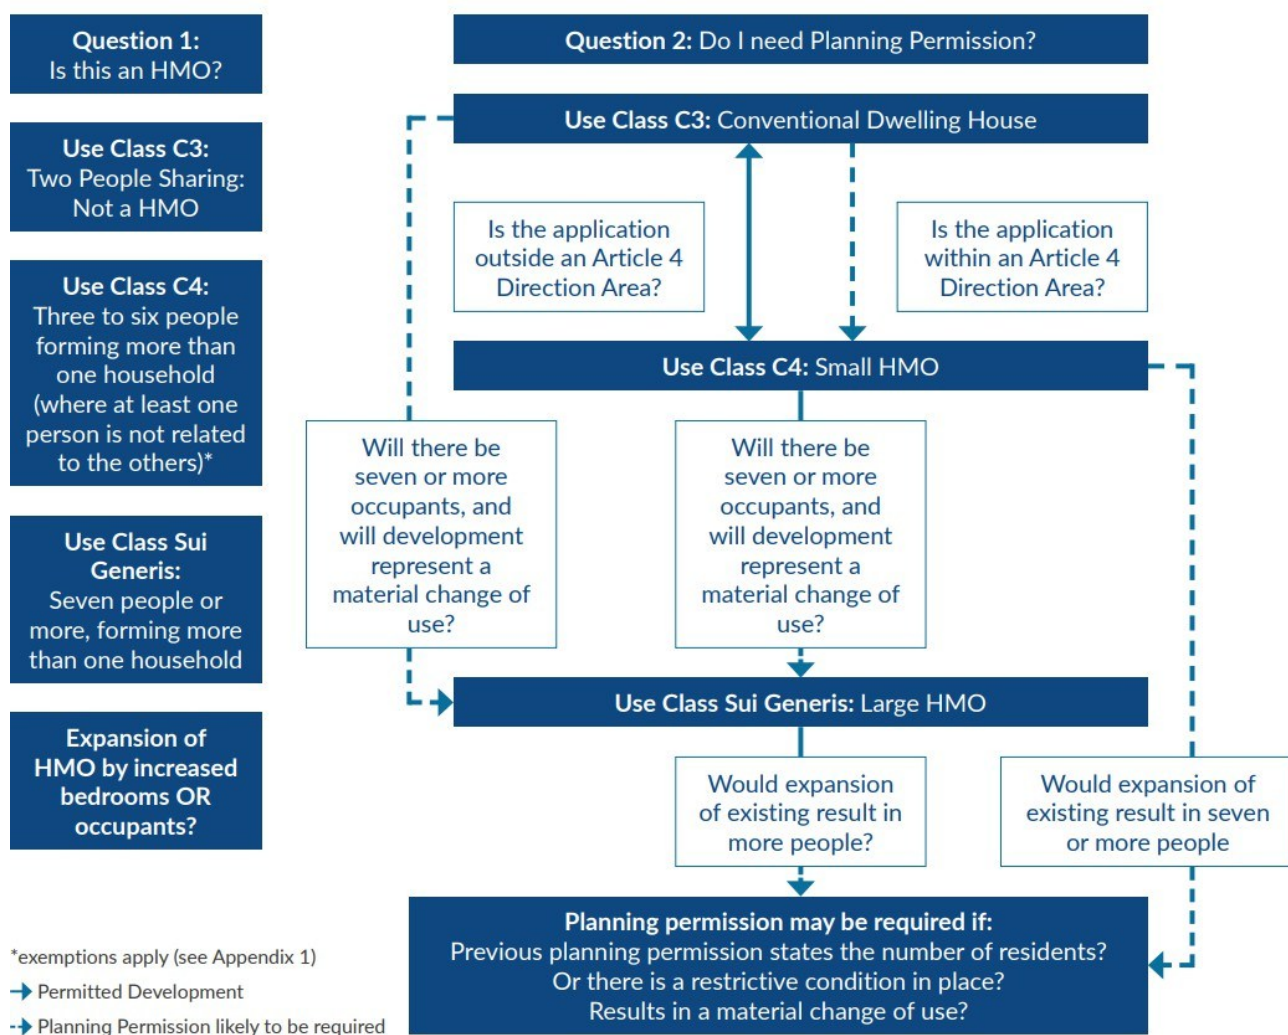 Question 1:
Is this an HMO?
Use Class C3:
Two People Sharing:
Not a HMO
Use Class C4:
Three to six people
forming more than
one household
(where at least one
person is not related
to the others)*
Use Class Sui
Generis:
Seven people or
more, forming more
than one household
Expansion of
HMO by increased
bedrooms OR
occupants?
*exemptions apply (see Appendix 1)
Permitted Development
Planning Permission likely to be required
Question 2: Do I need Planning Permission?
Use Class C3: Conventional Dwelling House
Is the application
outside an Article 4
Direction Area?
Is the application
within an Article 4
Direction Area?
Use Class C4: Small HMO
Will there be
seven or more
occupants, and
will development
represent a
material change of
use?
Will there be
seven or more
occupants, and
will development
represent a
material change of
use?
Use Class Sui Generis: Large HMO
Would expansion
of existing result in
more people?
Would expansion of
existing result in seven
or more people
Planning permission may be required if:
Previous planning permission states the number of residents?
Or there is a restrictive condition in place?
Results in a material change of use?